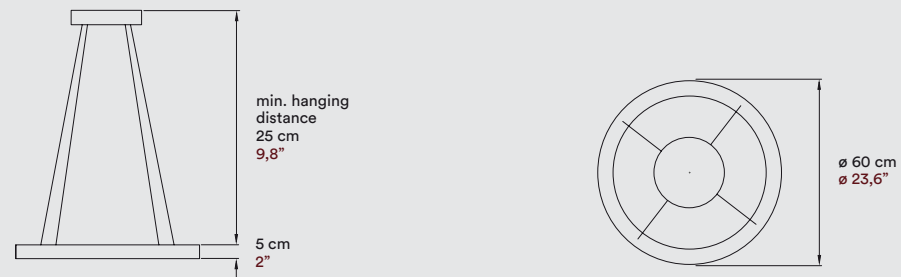 min. hanging
distance
25 cm
9,8”
5 cm
2”
ø 60 cm
ø 23,6”